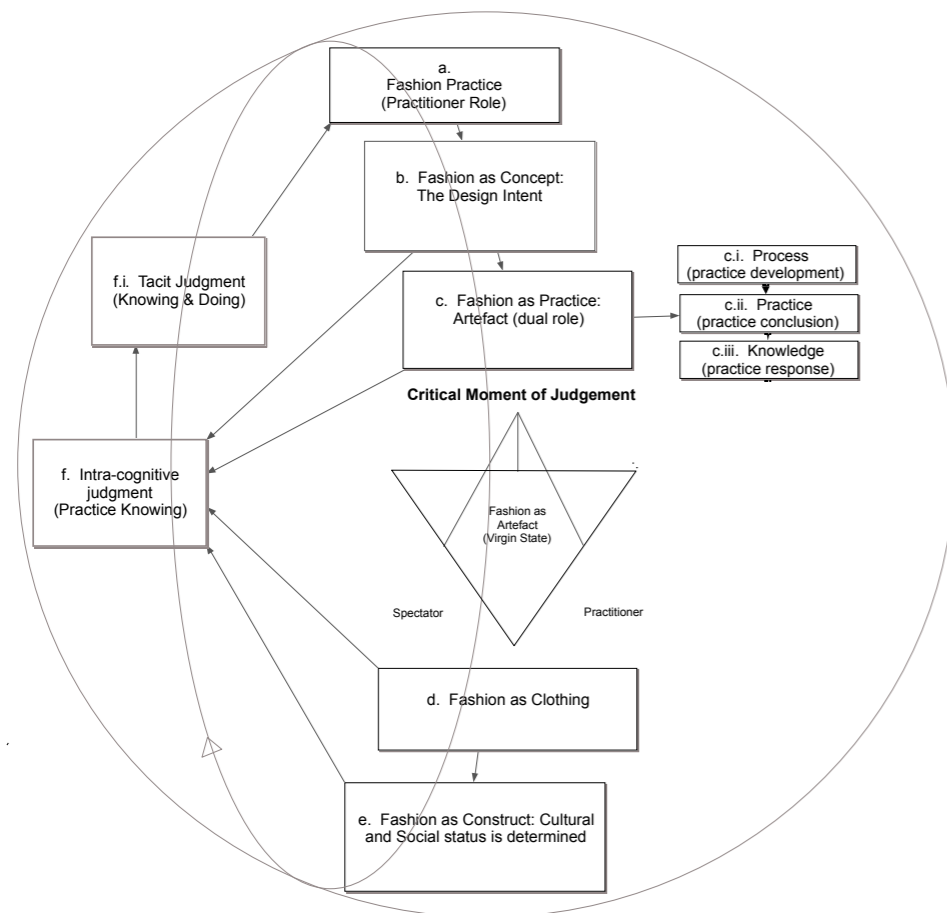 a.
Fashion Practice
(Practitioner Role)
b.  Fashion as Concept:
The Design Intent
f.i.  Tacit Judgment
(Knowing & Doing)
c.  Fashion as Practice:
Artefact (dual role)
c.i.  Process
(practice development)
c.ii.  Practice
(practice conclusion)
c.iii.  Knowledge
(practice response)
Critical Moment of Judgement
f.  Intra-cognitive
judgment
(Practice Knowing)
Fashion as
Artefact
(Virgin State)
Spectator
Practitioner
d.  Fashion as Clothing
e.  Fashion as Construct: Cultural
and Social status is determined